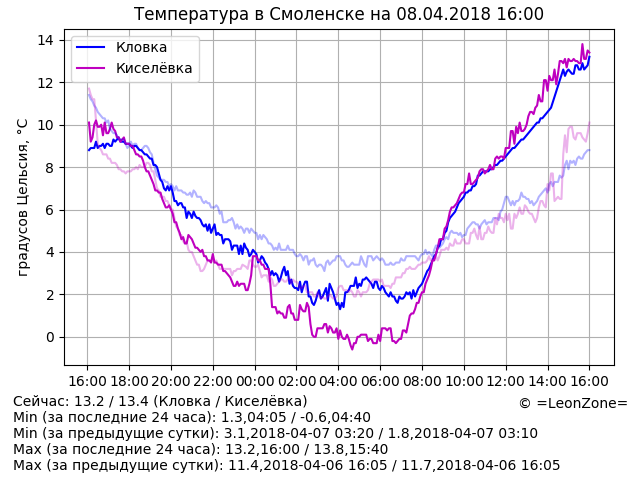 Температура в Смоленске на 08.04.2018 16:00
14
12
10
8
6
4
2
0
градусов Цельсия, °C
Кловка
Киселёвка
16:00 18:00 20:00 22:00 00:00 02:00 04:00 06:00 08:00 10:00 12:00 14:00 16:00
Сейчас: 13.2 / 13.4 (Кловка / Киселёвка)
© =LeonZone=
Min (за последние 24 часа): 1.3,04:05 / -0.6,04:40
Min (за предыдущие сутки): 3.1,2018-04-07 03:20 / 1.8,2018-04-07 03:10
Max (за последние 24 часа): 13.2,16:00 / 13.8,15:40
Max (за предыдущие сутки): 11.4,2018-04-06 16:05 / 11.7,2018-04-06 16:05